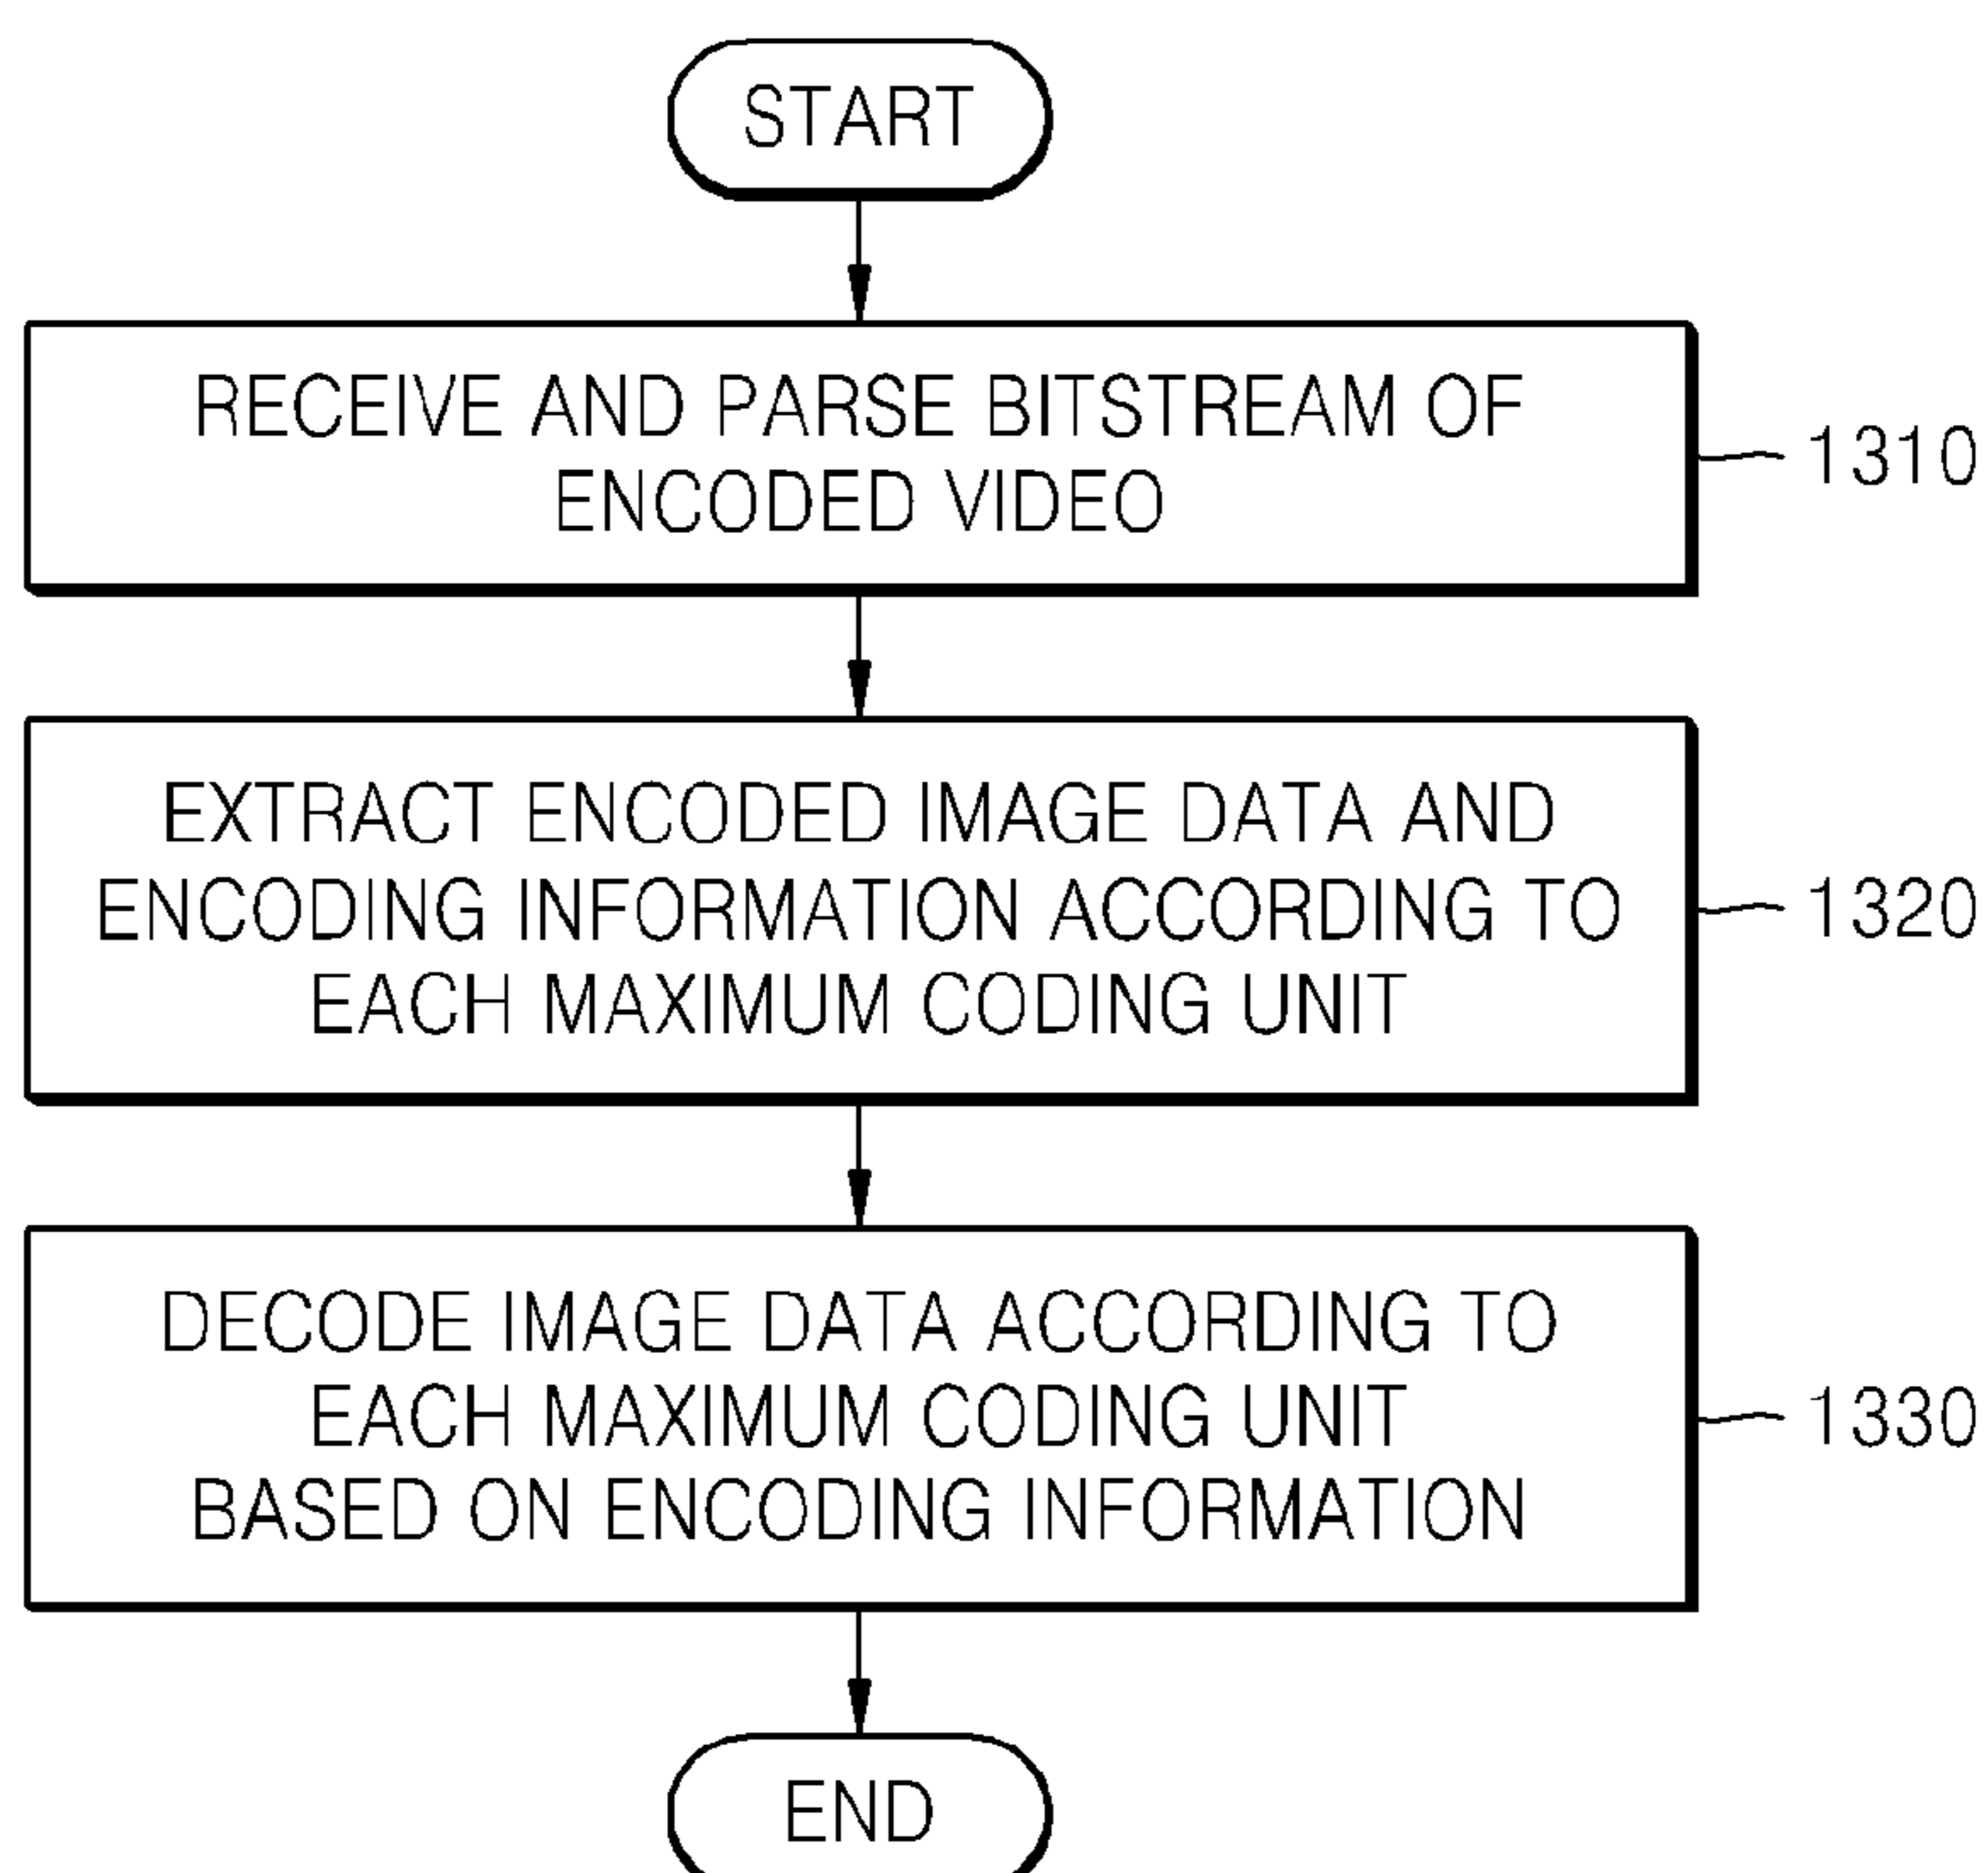 START
RECEIVE AND PARSE BITSTREAM OF
ENCODED VIDEO
1310
EXTRACT ENCODED IMAGE DATA AND
ENCODING INFORMATION ACCORDING TO
EACH MAXIMUM CODING UNIT
1320
DECODE IMAGE DATA ACCORDING TO
EACH MAXIMUM CODING UNIT
BASED ON ENCODING INFORMATION
1330
END